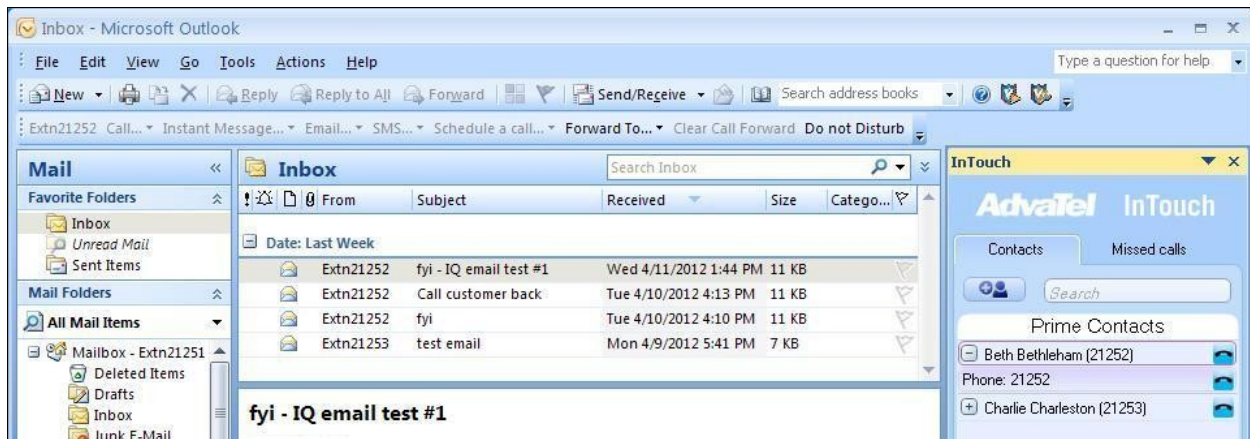 Inbox - Microsoft Outlook
File Edit View Go Tools Actions Help Type a question for help
New Reply Reply to All Forward Send/Receive Search address books
Extn21252 Call... Instant Message... Email... SMS... Schedule a call... Forward To... Clear Call Forward Do not Disturb
Mail
Favorite Folders
Inbox
Unread Mail
Sent Items
Mail Folders
All Mail Items
Mailbox - Extn21251
Deleted Items
Drafts
Inbox
Junk E-Mail
Inbox Search Inbox
From Subject Received Size Catego...
Date: Last Week
Extn21252 fyi - IQ email test #1 Wed 4/11/2012 1:44 PM 11 KB
Extn21252 Call customer back Tue 4/10/2012 4:13 PM 11 KB
Extn21252 fyi Tue 4/10/2012 4:10 PM 11 KB
Extn21253 test email Mon 4/9/2012 5:41 PM 7 KB
fyi - IQ email test #1
InTouch
AdvaTel InTouch
Contacts Missed calls
Search
Prime Contacts
Beth Bethleham (21252)
Phone: 21252
Charlie Charleston (21253)